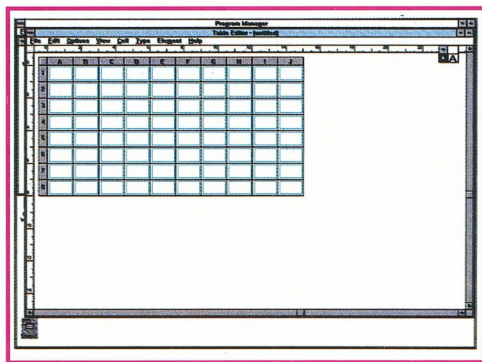 Program Manager
Table Editor - [untitled]
File Edit Options View Cell Type Element Help
A
A B C D E F G H I J
1
2
3
4
5
6
7
8